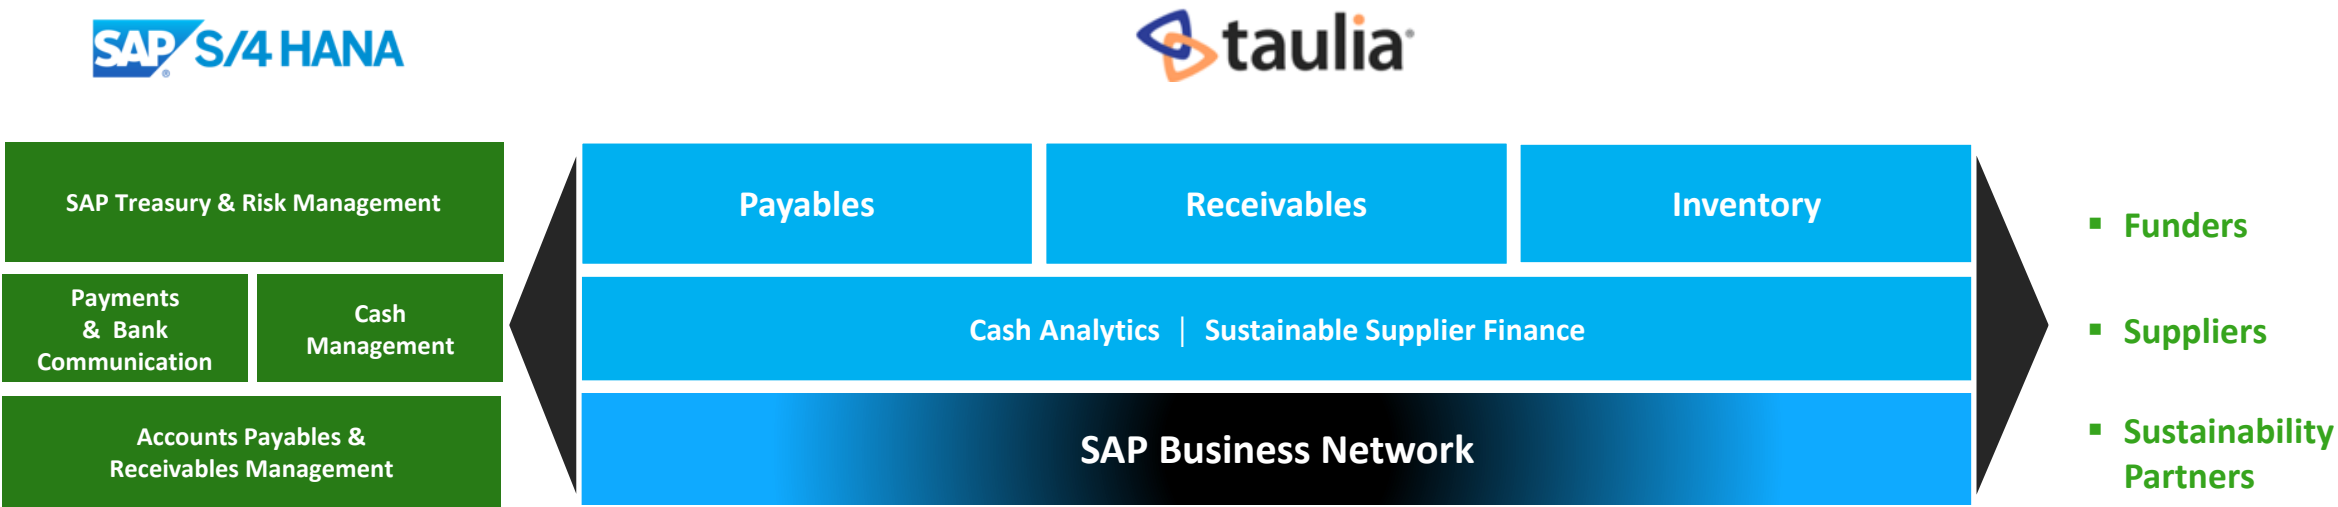 SAP® S/4 HANA
taulia
SAP Treasury & Risk Management
Payments
& Bank
Communication
Cash
Management
Accounts Payables &
Receivables Management
Payables
Receivables
Inventory
Cash Analytics | Sustainable Supplier Finance
SAP Business Network
▪ Funders
▪ Suppliers
▪ Sustainability
Partners